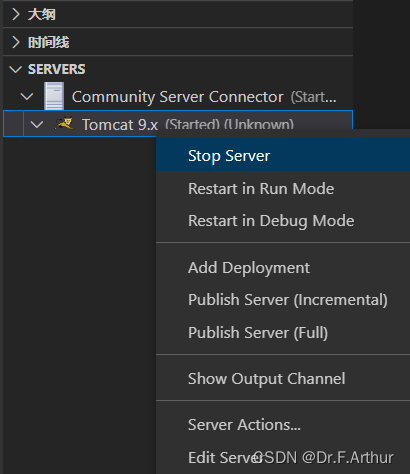 大纲
时间线
SERVERS
Community Server Connector (Start...
Tomcat 9.x (Started) (Unknown)
Stop Server
Restart in Run Mode
Restart in Debug Mode
Add Deployment
Publish Server (Incremental)
Publish Server (Full)
Show Output Channel
Server Actions...
Edit Server
CSDN @Dr.F.Arthur